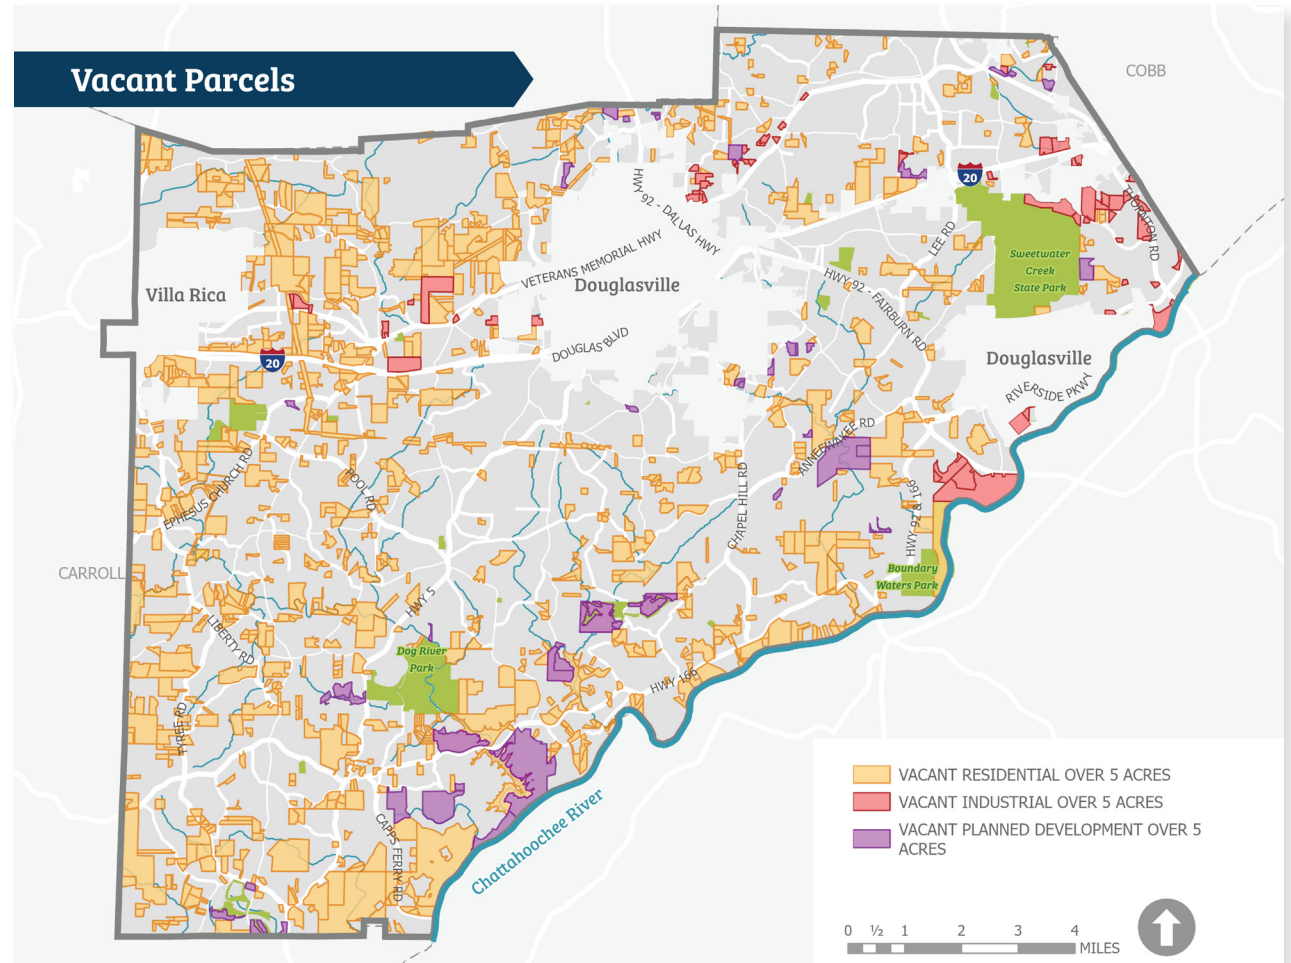 Vacant Parcels
COBB
20
HWY 92 - DALLAS HWY
THORNTON RD
LEE RD
Sweetwater
Creek
State Park
VETERANS MEMORIAL HWY
Villa Rica
Douglasville
HWY 92 - FAIRBURN RD
DOUGLAS BLVD
20
Douglasville
RIVERSIDE PKWY
ANNEEWAKEE RD
EPHESUS CHURCH RD
POOL RD
CHAPEL HILL RD
HWY 92 & 166
CARROLL
Boundary
Waters Park
HWY 5
LIBERTY RD
Dog River
Park
HWY 166
TYREE RD
CAPPS FERRY RD
Chattahoochee River
VACANT RESIDENTIAL OVER 5 ACRES
VACANT INDUSTRIAL OVER 5 ACRES
VACANT PLANNED DEVELOPMENT OVER 5
ACRES
0 ½ 1 2 3 4
MILES